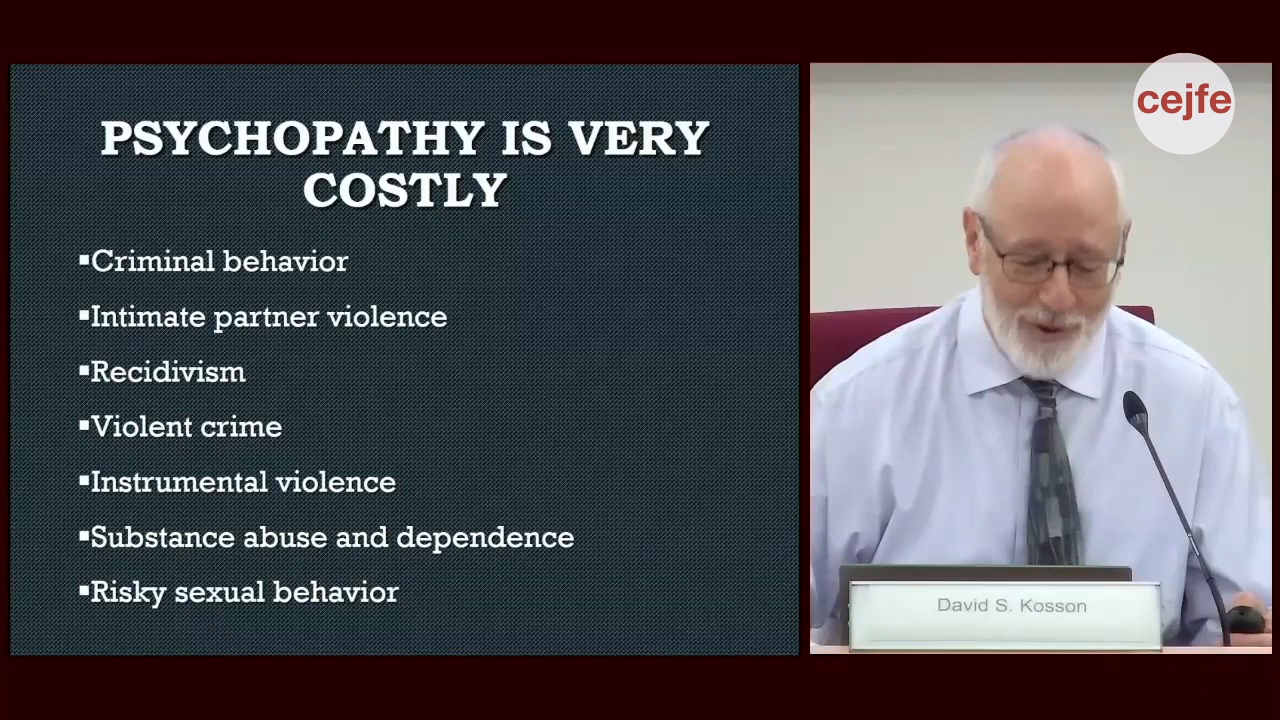 cejfe
PSYCHOPATHY IS VERY
COSTLY
▪Criminal behavior
▪Intimate partner violence
▪Recidivism
▪Violent crime
▪Instrumental violence
▪Substance abuse and dependence
▪Risky sexual behavior
David S. Kosson